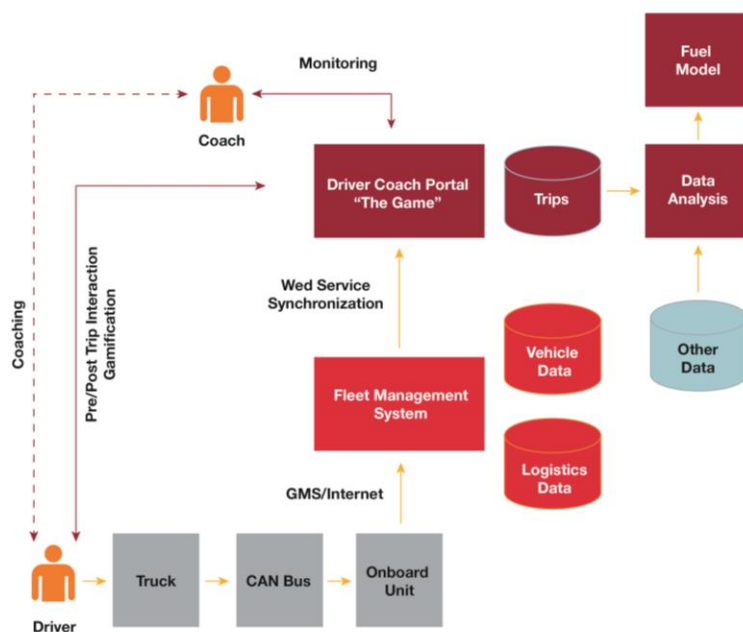 Monitoring
Fuel
Model
Coach
Driver Coach Portal
“The Game”
Trips
Data
Analysis
Wed Service
Synchronization
Coaching
Pre/Post Trip Interaction
Gamification
Vehicle
Data
Other
Data
Fleet Management
System
Logistics
Data
GMS/Internet
Truck
CAN Bus
Onboard
Unit
Driver